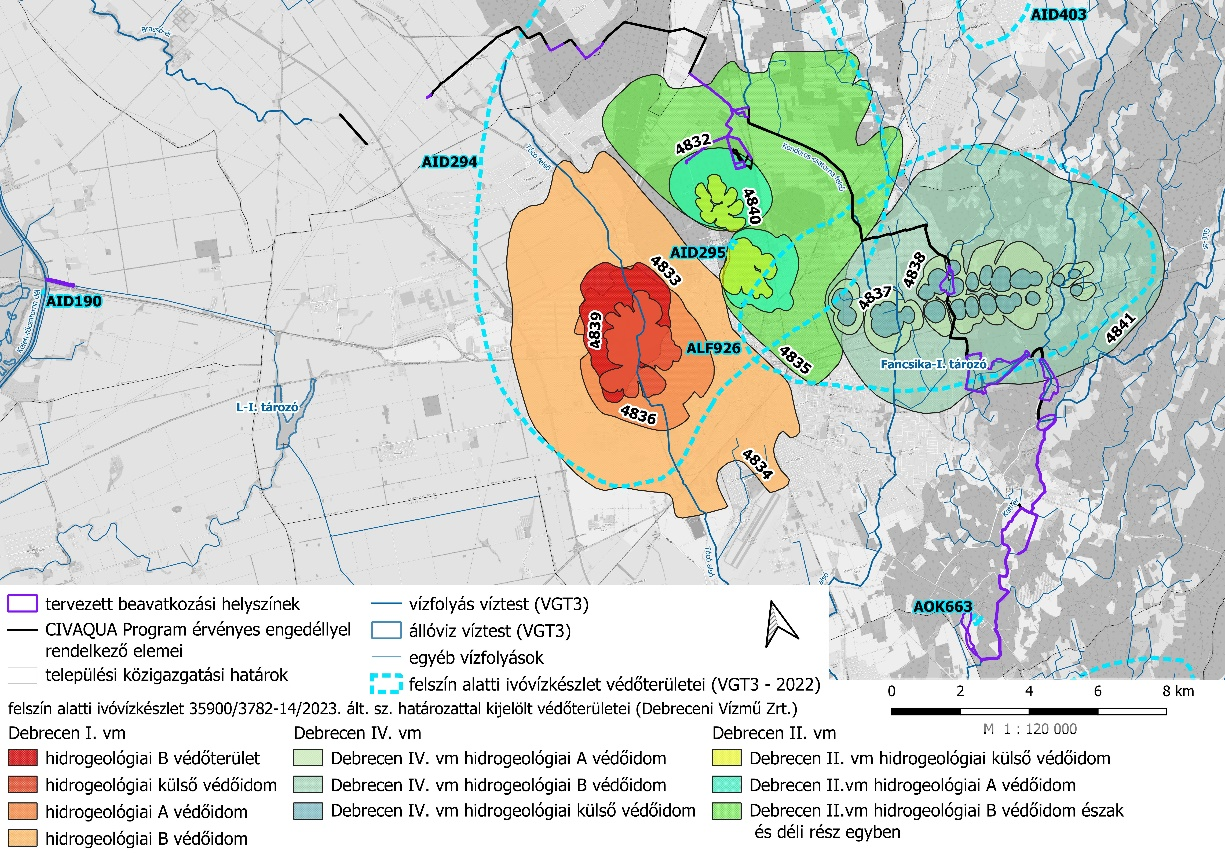 AID403
AID294
4832
4840
AID295
4833
4838
4837
AID190
4839
4841
ALF926
4835
Fancsika-I. tározó
L-I. tározó
4836
4834
AOK663
tervezett beavatkozási helyszínek
CIVAQUA Program érvényes engedéllyel
rendelkező elemei
települési közigazgatási határok
vízfolyás víztest (VGT3)
állóvíz víztest (VGT3)
egyéb vízfolyások
felszín alatti ivóvízkészlet védőterületei (VGT3 - 2022)
0 2 4 6 8 km
M 1 : 120 000
felszín alatti ivóvízkészlet 35900/3782-14/2023. ált. sz. határozattal kijelölt védőterületei (Debreceni Vízmű Zrt.)
Debrecen I. vm
hidrogeológiai B védőterület
hidrogeológiai külső védőidom
hidrogeológiai A védőidom
hidrogeológiai B védőidom
Debrecen IV. vm
Debrecen IV. vm hidrogeológiai A védőidom
Debrecen IV. vm hidrogeológiai B védőidom
Debrecen IV. vm hidrogeológiai külső védőidom
Debrecen II. vm
Debrecen II. vm hidrogeológiai külső védőidom
Debrecen II.vm hidrogeológiai A védőidom
Debrecen II.vm hidrogeológiai B védőidom észak
és déli rész egyben